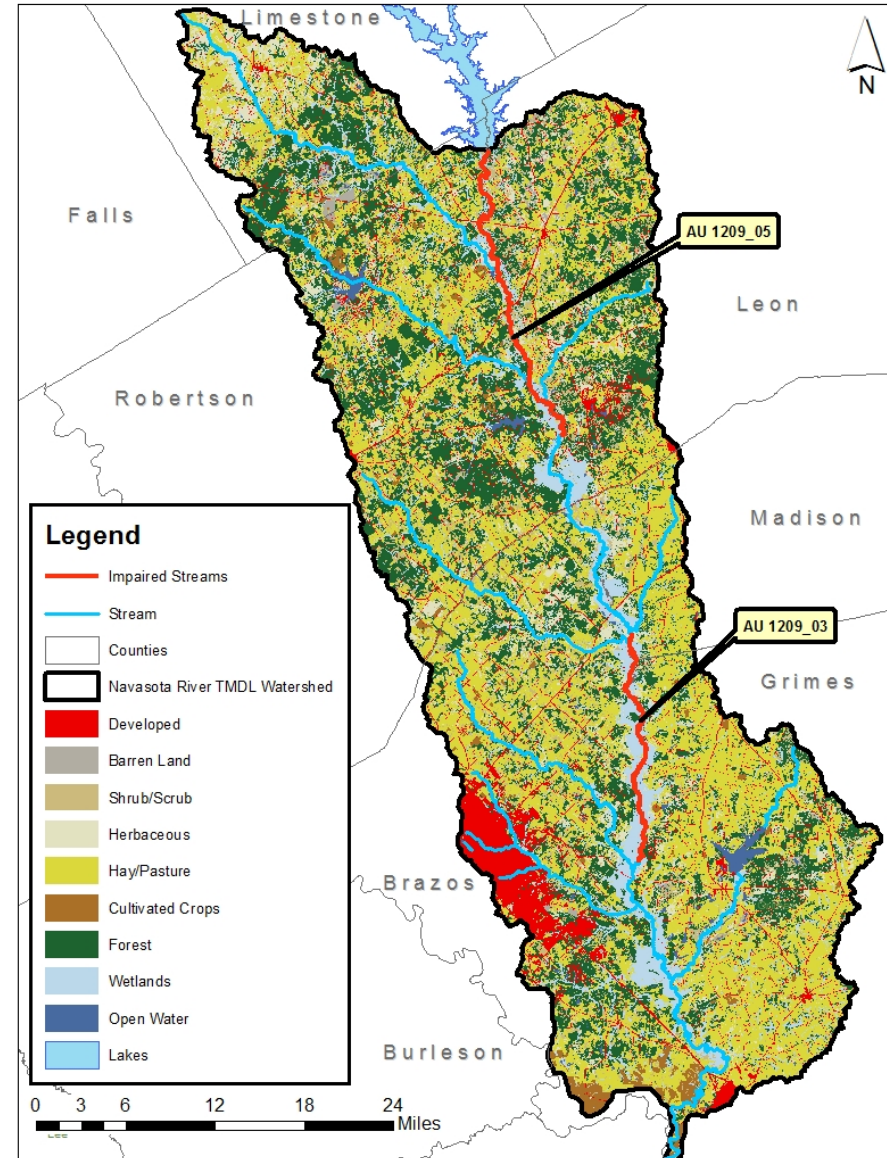 Limestone
N
Falls
AU 1209_05
Leon
Robertson
Madison
AU 1209_03
Grimes
Brazos
Burleson
Legend
Impaired Streams
Stream
Counties
Navasota River TMDL Watershed
Developed
Barren Land
Shrub/Scrub
Herbaceous
Hay/Pasture
Cultivated Crops
Forest
Wetlands
Open Water
Lakes
0 3 6 12 18 24
Miles
Lee